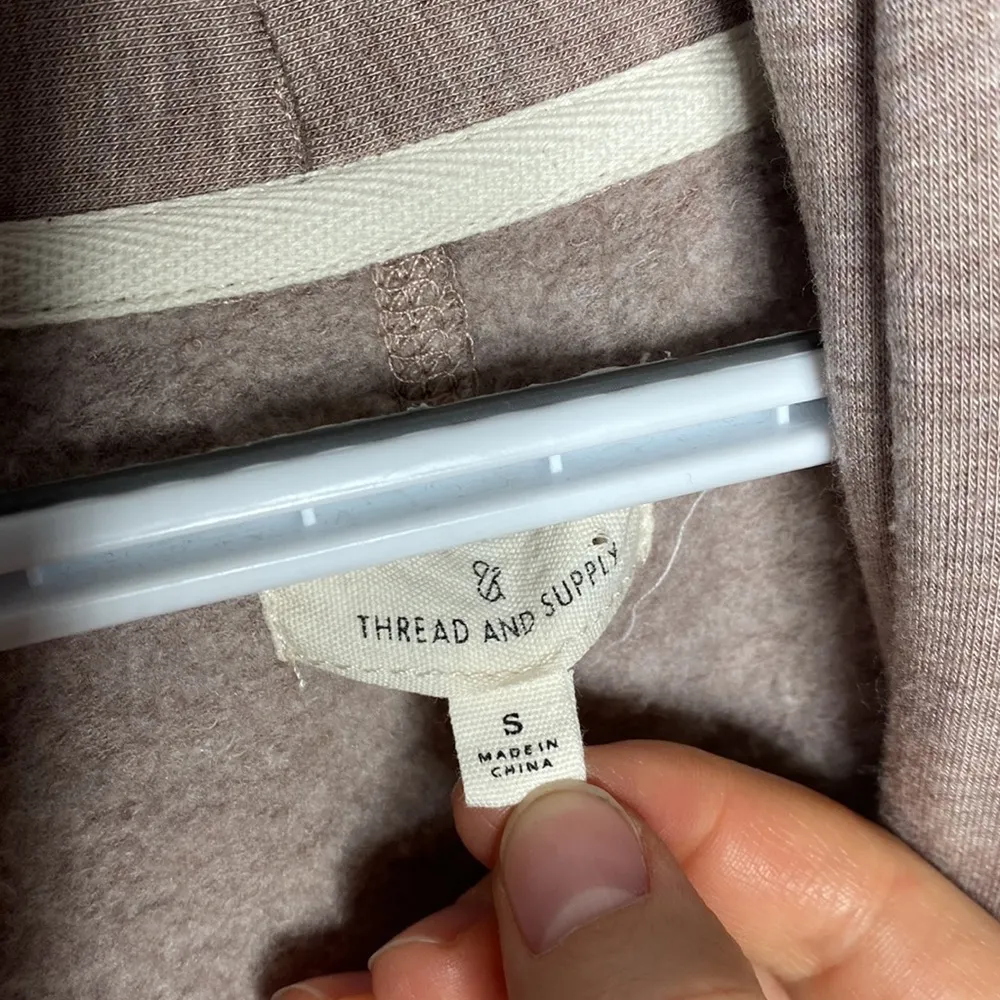 THREAD AND SUPPLY
S
MADE IN
CHINA